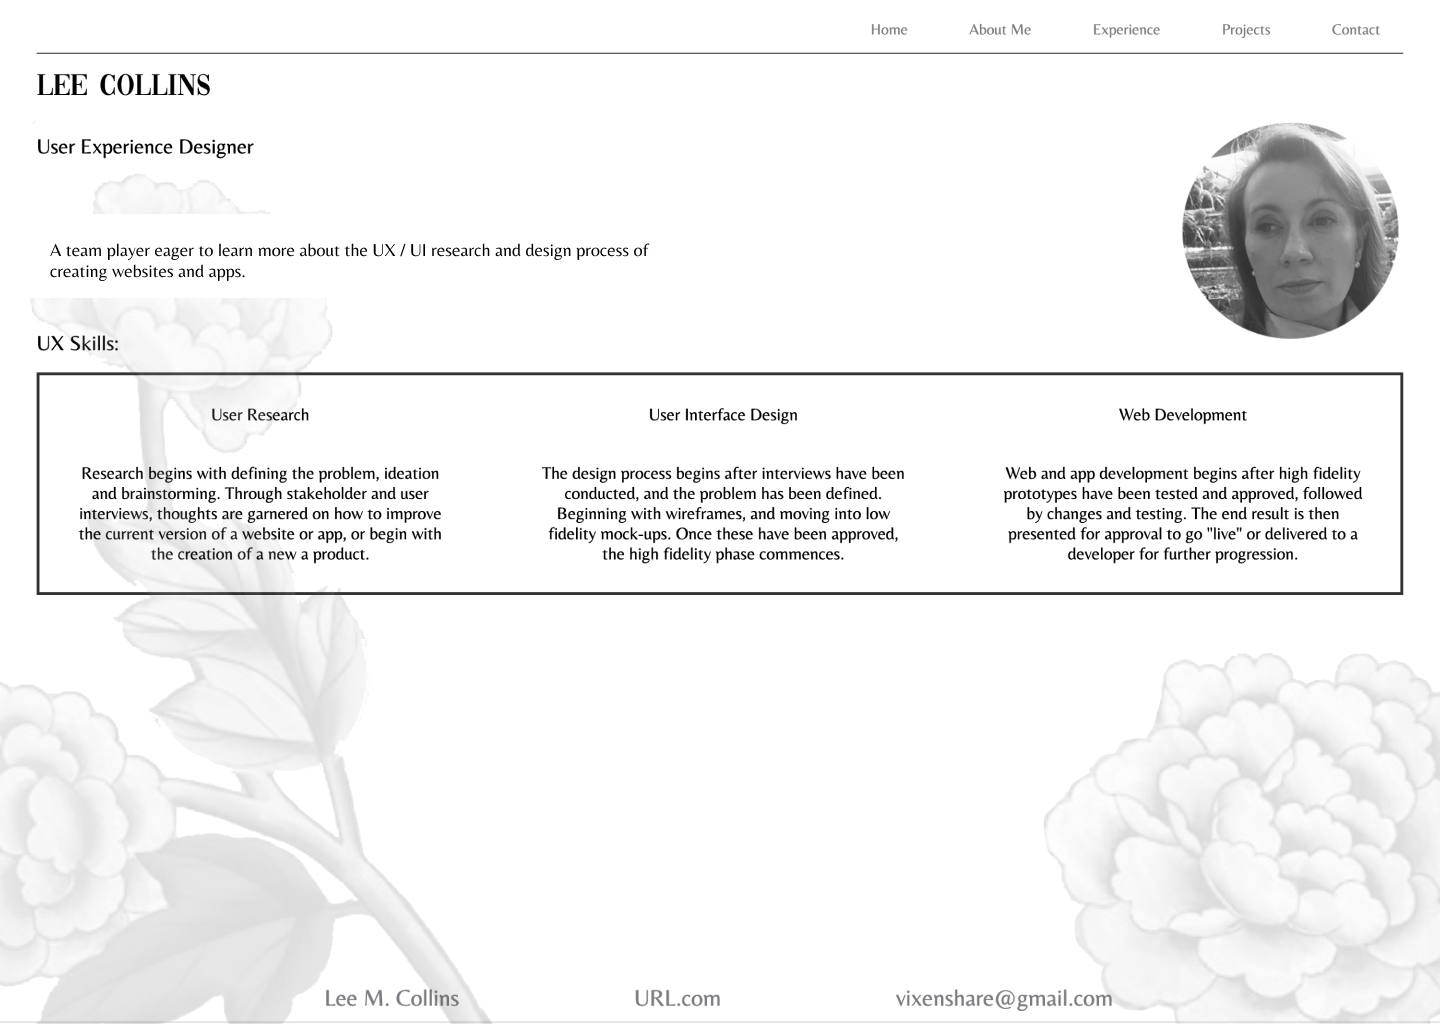 Home About Me Experience Projects Contact
LEE COLLINS
User Experience Designer
A team player eager to learn more about the UX / UI research and design process of
creating websites and apps.
UX Skills:
User Research
Research begins with defining the problem, ideation
and brainstorming. Through stakeholder and user
interviews, thoughts are garnered on how to improve
the current version of a website or app, or begin with
the creation of a new a product.
User Interface Design
The design process begins after interviews have been
conducted, and the problem has been defined.
Beginning with wireframes, and moving into low
fidelity mock-ups. Once these have been approved,
the high fidelity phase commences.
Web Development
Web and app development begins after high fidelity
prototypes have been tested and approved, followed
by changes and testing. The end result is then
presented for approval to go "live" or delivered to a
developer for further progression.
Lee M. Collins URL.com vixenshare@gmail.com